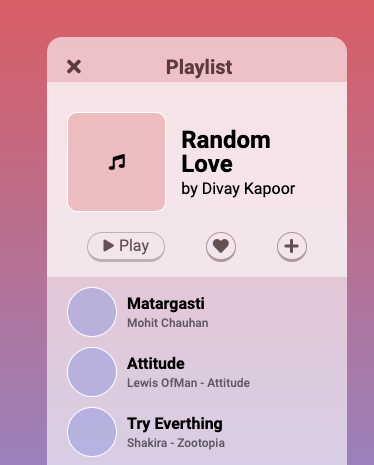 Playlist
Random
Love
by Divay Kapoor
Play
Matargasti
Mohit Chauhan
Attitude
Lewis OfMan - Attitude
Try Everthing
Shakira - Zootopia